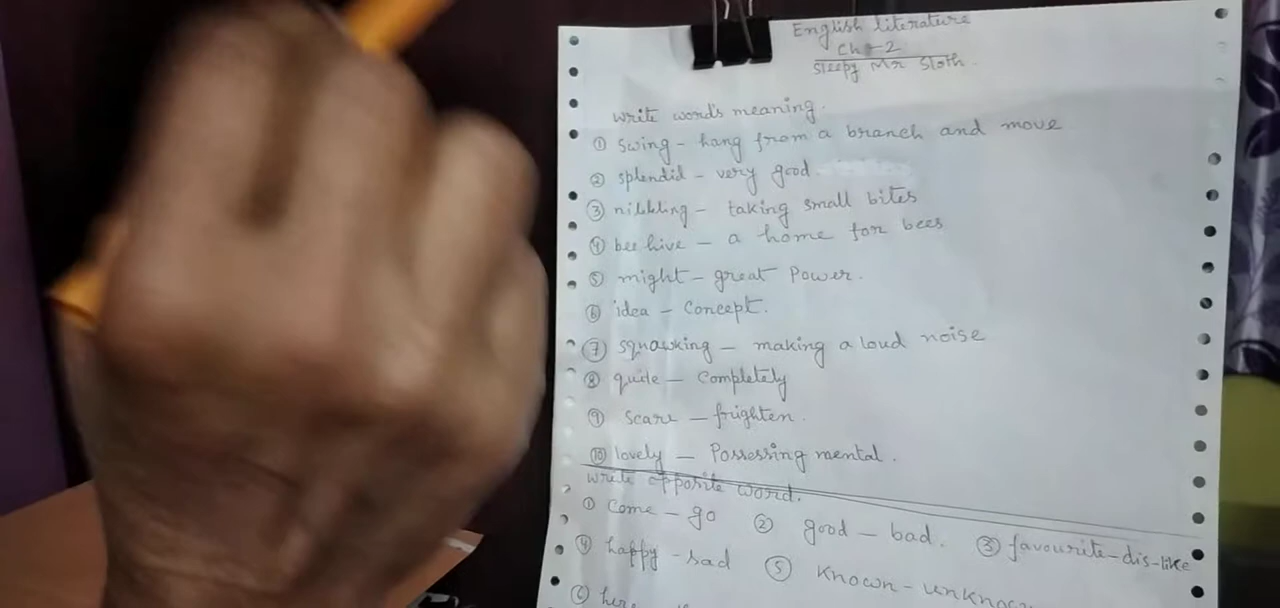 English literature
Ch - 2
Sleepy Mr Sloth.
write words meaning.
① swing - hang from a branch and move
② splendid - very good
③ nibbling - taking small bites
④ bee hive - a home for bees
⑤ might - great Power.
⑥ idea - Concept.
⑦ squawking - making a loud noise
⑧ quite - Completely
⑨ scare - frighten.
⑩ lovely - Possessing mental.
write opposite word.
① Come - go ② good - bad. ③ favourite - dis-like
④ happy - sad ⑤ Known - unknown
⑥